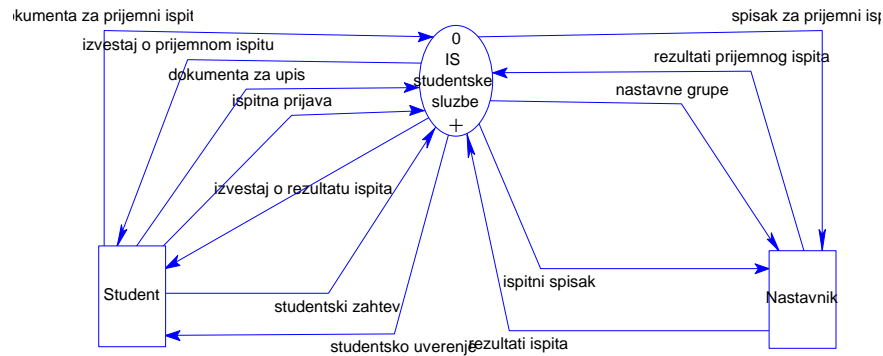 okumenta za prijemni ispit
spisak za prijemni isp
izvestaj o prijemnom ispitu
0
IS
studentske
sluzbe
+
rezultati prijemnog ispita
dokumenta za upis
nastavne grupe
ispitna prijava
izvestaj o rezultatu ispita
ispitni spisak
Student
Nastavnik
studentski zahtev
studentsko uverenje
rezultati ispita